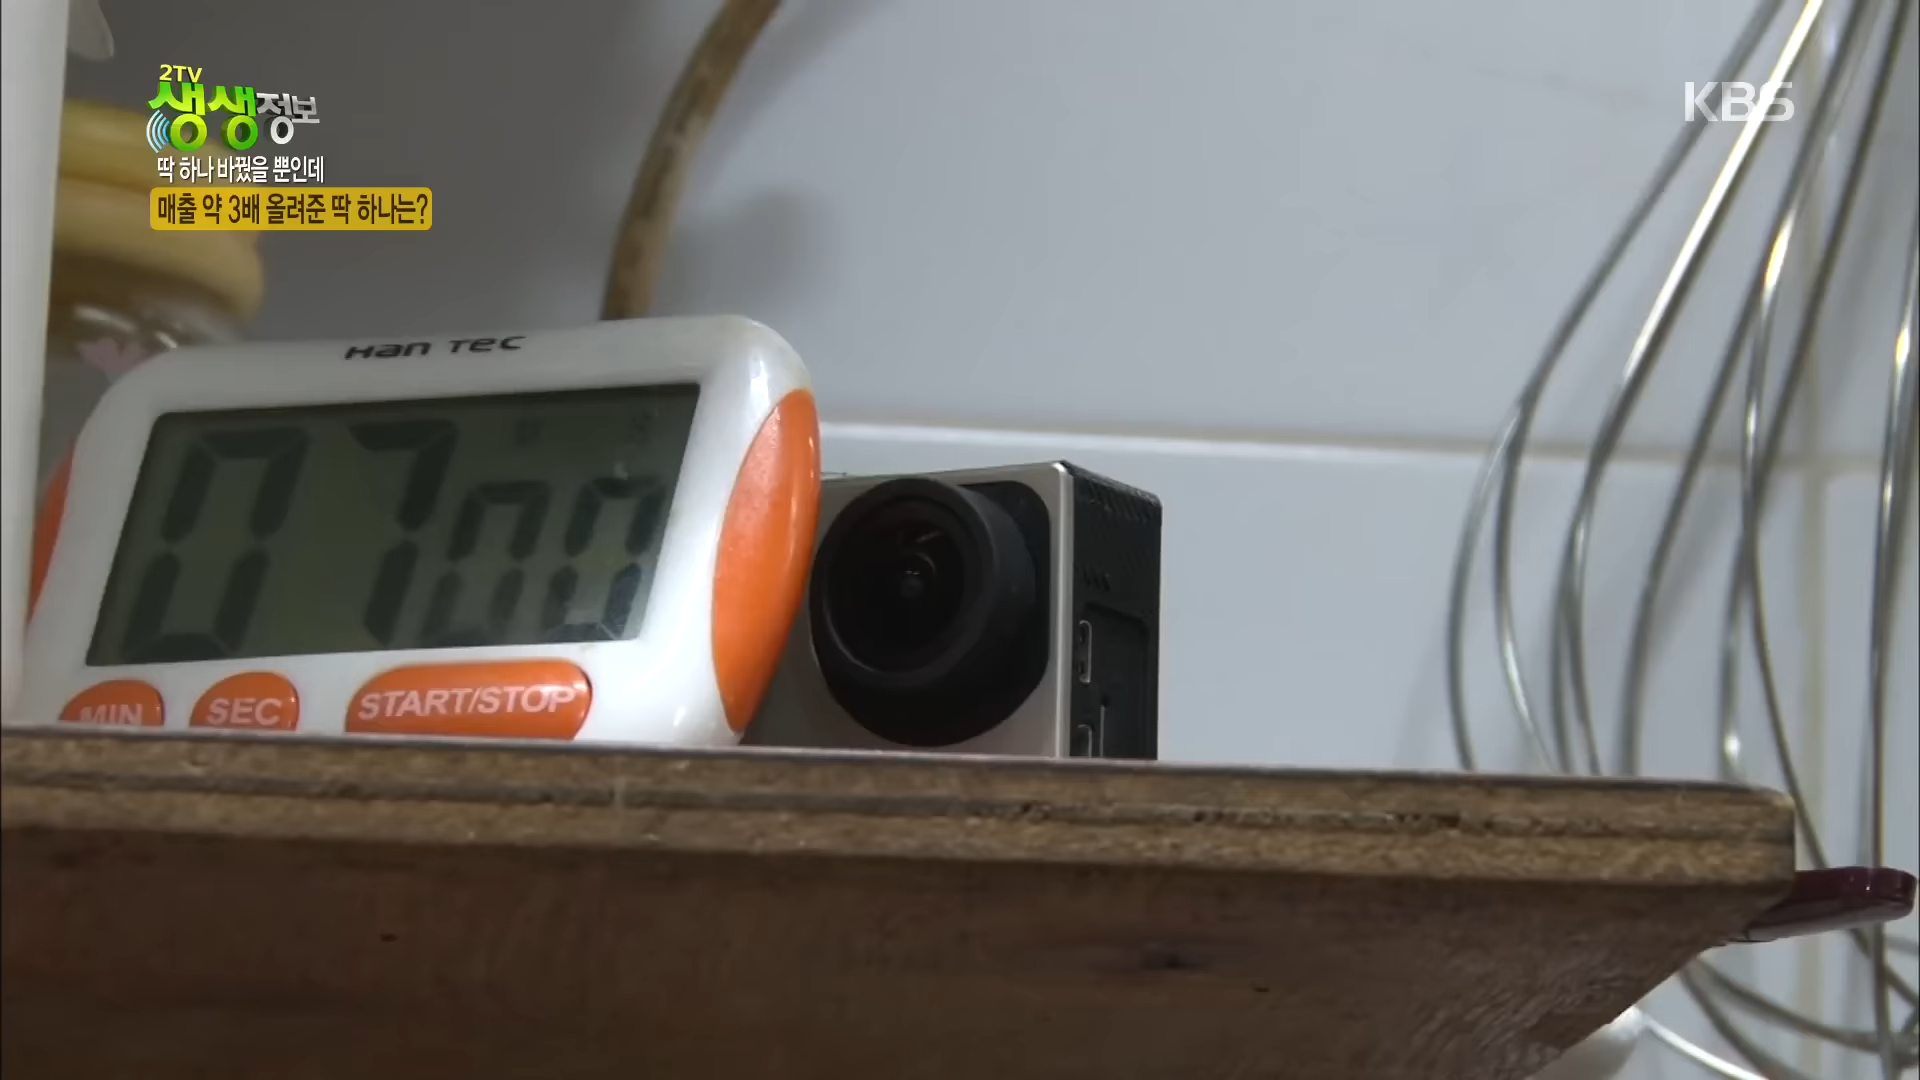 2TV
생생정보
KBS
딱 하나 바꿨을 뿐인데
매출 약 3배 올려준 딱 하나는?
Han Tec
07 00
MIN
SEC
START/STOP